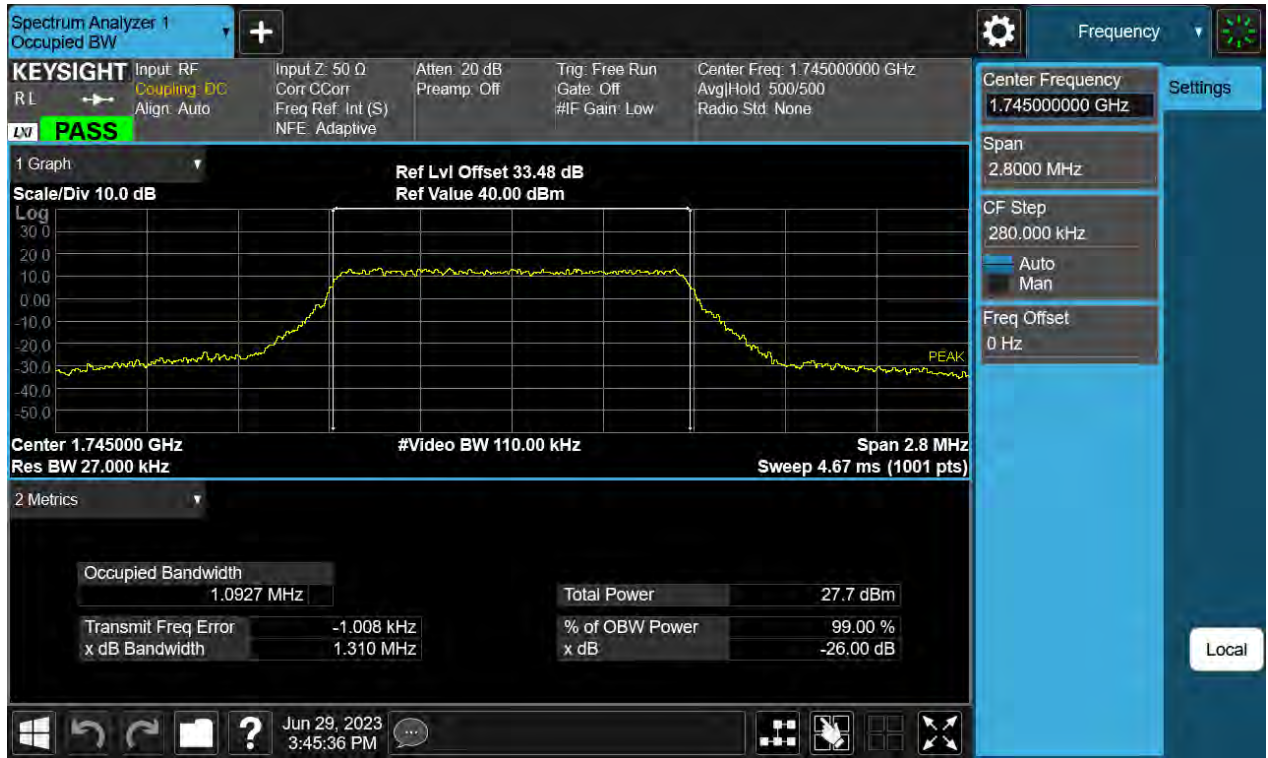 Spectrum Analyzer 1
Occupied BW
+
Frequency
KEYSIGHT
RL
LXI
PASS
Input: RF
Coupling: DC
Align: Auto
Input Z: 50 Ω
Corr CCorr
Freq Ref: Int (S)
NFE: Adaptive
Atten: 20 dB
Preamp: Off
Trig: Free Run
Gate: Off
#IF Gain: Low
Center Freq: 1.745000000 GHz
Avg|Hold: 500/500
Radio Std: None
Center Frequency
1.745000000 GHz
Settings
Span
2.8000 MHz
CF Step
280.000 kHz
Auto
Man
Freq Offset
0 Hz
Local
1 Graph
Scale/Div 10.0 dB
Ref Lvl Offset 33.48 dB
Ref Value 40.00 dBm
Log
30.0
20.0
10.0
0.00
-10.0
-20.0
-30.0
-40.0
-50.0
PEAK
Center 1.745000 GHz
#Video BW 110.00 kHz
Span 2.8 MHz
Res BW 27.000 kHz
Sweep 4.67 ms (1001 pts)
2 Metrics
Occupied Bandwidth
1.0927 MHz
Total Power 27.7 dBm
Transmit Freq Error -1.008 kHz
% of OBW Power 99.00 %
x dB Bandwidth 1.310 MHz
x dB -26.00 dB
?
Jun 29, 2023
3:45:36 PM